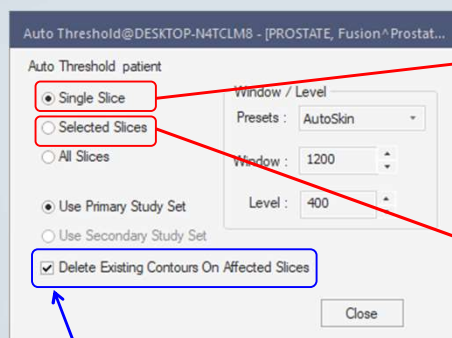 Auto Threshold@DESKTOP-N4TCLM8 - [PROSTATE, Fusion^Prostat...
Auto Threshold patient
Single Slice
Selected Slices
All Slices
Use Primary Study Set
Use Secondary Study Set
Delete Existing Contours On Affected Slices
Window / Level
Presets : AutoSkin
Window : 1200
Level : 400
Close